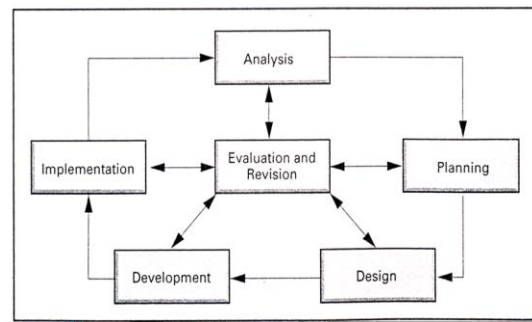 Analysis
Implementation
Evaluation and
Revision
Planning
Development
Design